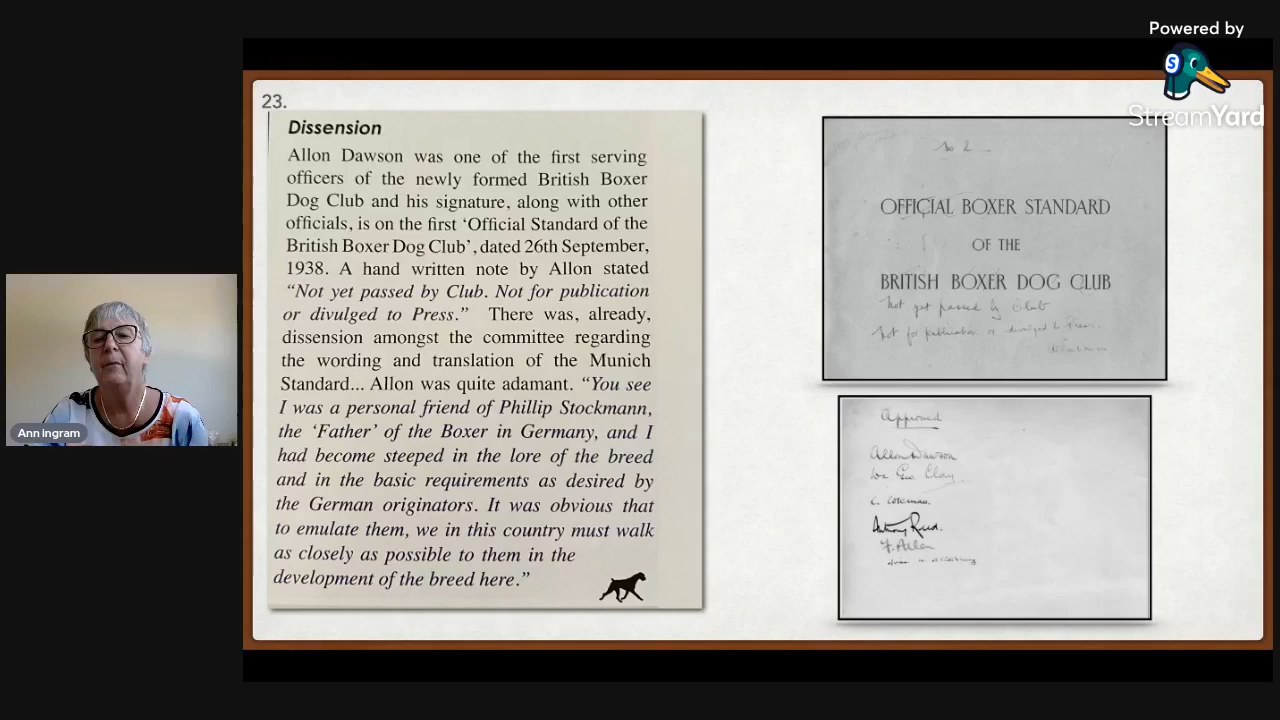 Powered by
StreamYard
23.
Dissension
Allon Dawson was one of the first serving
officers of the newly formed British Boxer
Dog Club and his signature, along with other
officials, is on the first ‘Official Standard of the
British Boxer Dog Club’, dated 26th September,
1938. A hand written note by Allon stated
“Not yet passed by Club. Not for publication
or divulged to Press.” There was, already,
dissension amongst the committee regarding
the wording and translation of the Munich
Standard... Allon was quite adamant. “You see
I was a personal friend of Phillip Stockmann,
the ‘Father’ of the Boxer in Germany, and I
had become steeped in the lore of the breed
and in the basic requirements as desired by
the German originators. It was obvious that
to emulate them, we in this country must walk
as closely as possible to them in the
development of the breed here.”
No 2
OFFICIAL BOXER STANDARD
OF THE
BRITISH BOXER DOG CLUB
Not yet passed by Club
Not for publication or divulged to Press.
Approved
Allon Dawson
Clay
Ann Ingram